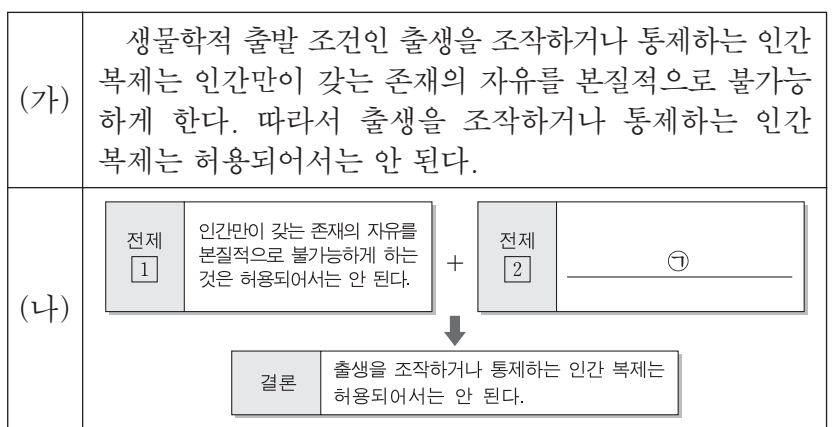 (가)
생물학적 출발 조건인 출생을 조작하거나 통제하는 인간
복제는 인간만이 갖는 존재의 자유를 본질적으로 불가능
하게 한다. 따라서 출생을 조작하거나 통제하는 인간
복제는 허용되어서는 안 된다.
(나)
전제
1
인간만이 갖는 존재의 자유를
본질적으로 불가능하게 하는
것은 허용되어서는 안 된다.
+
전제
2
㉠
결론
출생을 조작하거나 통제하는 인간 복제는
허용되어서는 안 된다.